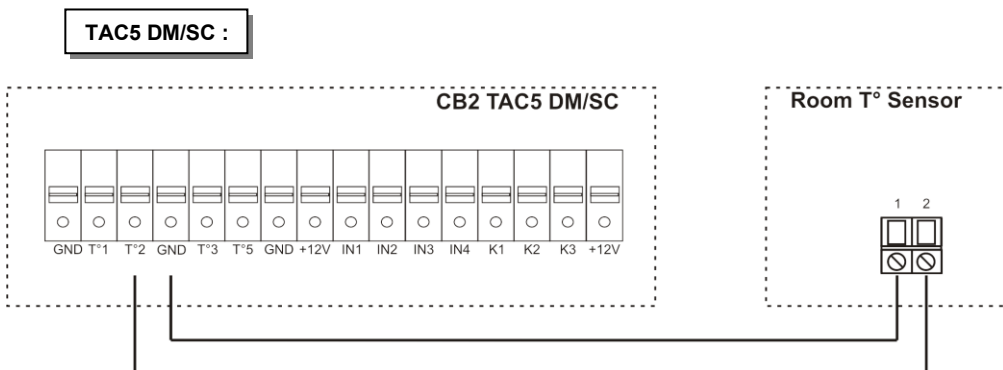 TAC5 DM/SC :
CB2 TAC5 DM/SC
Room T° Sensor
1 2
GND T°1 T°2 GND T°3 T°5 GND +12V IN1 IN2 IN3 IN4 K1 K2 K3 +12V